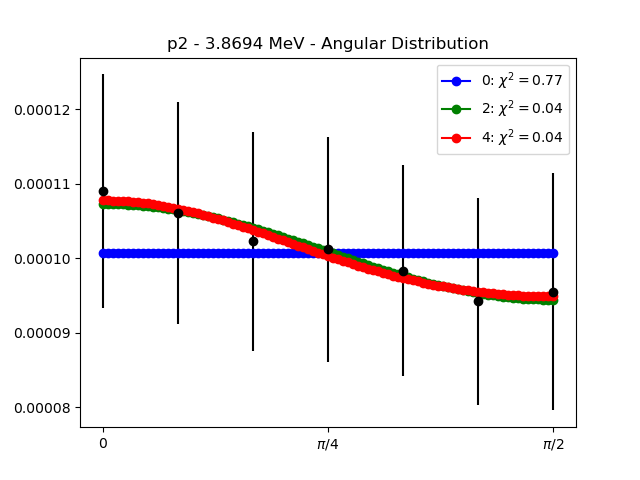 p2 - 3.8694 MeV - Angular Distribution
0: χ² = 0.77
2: χ² = 0.04
4: χ² = 0.04
0.00012
0.00011
0.00010
0.00009
0.00008
0
π/4
π/2